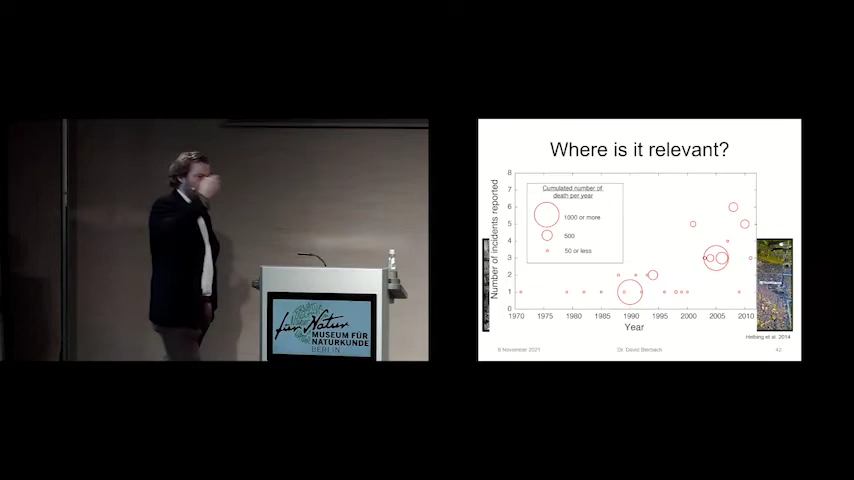 für Natur
MUSEUM FÜR
NATURKUNDE
BERLIN
Where is it relevant?
Number of incidents reported
8
7
6
5
4
3
2
1
0
Cumulated number of
death per year
1000 or more
500
50 or less
1970 1975 1980 1985 1990 1995 2000 2005 2010
Year
Helbing et al. 2014
6 November 2021 Dr. David Bierbach 42